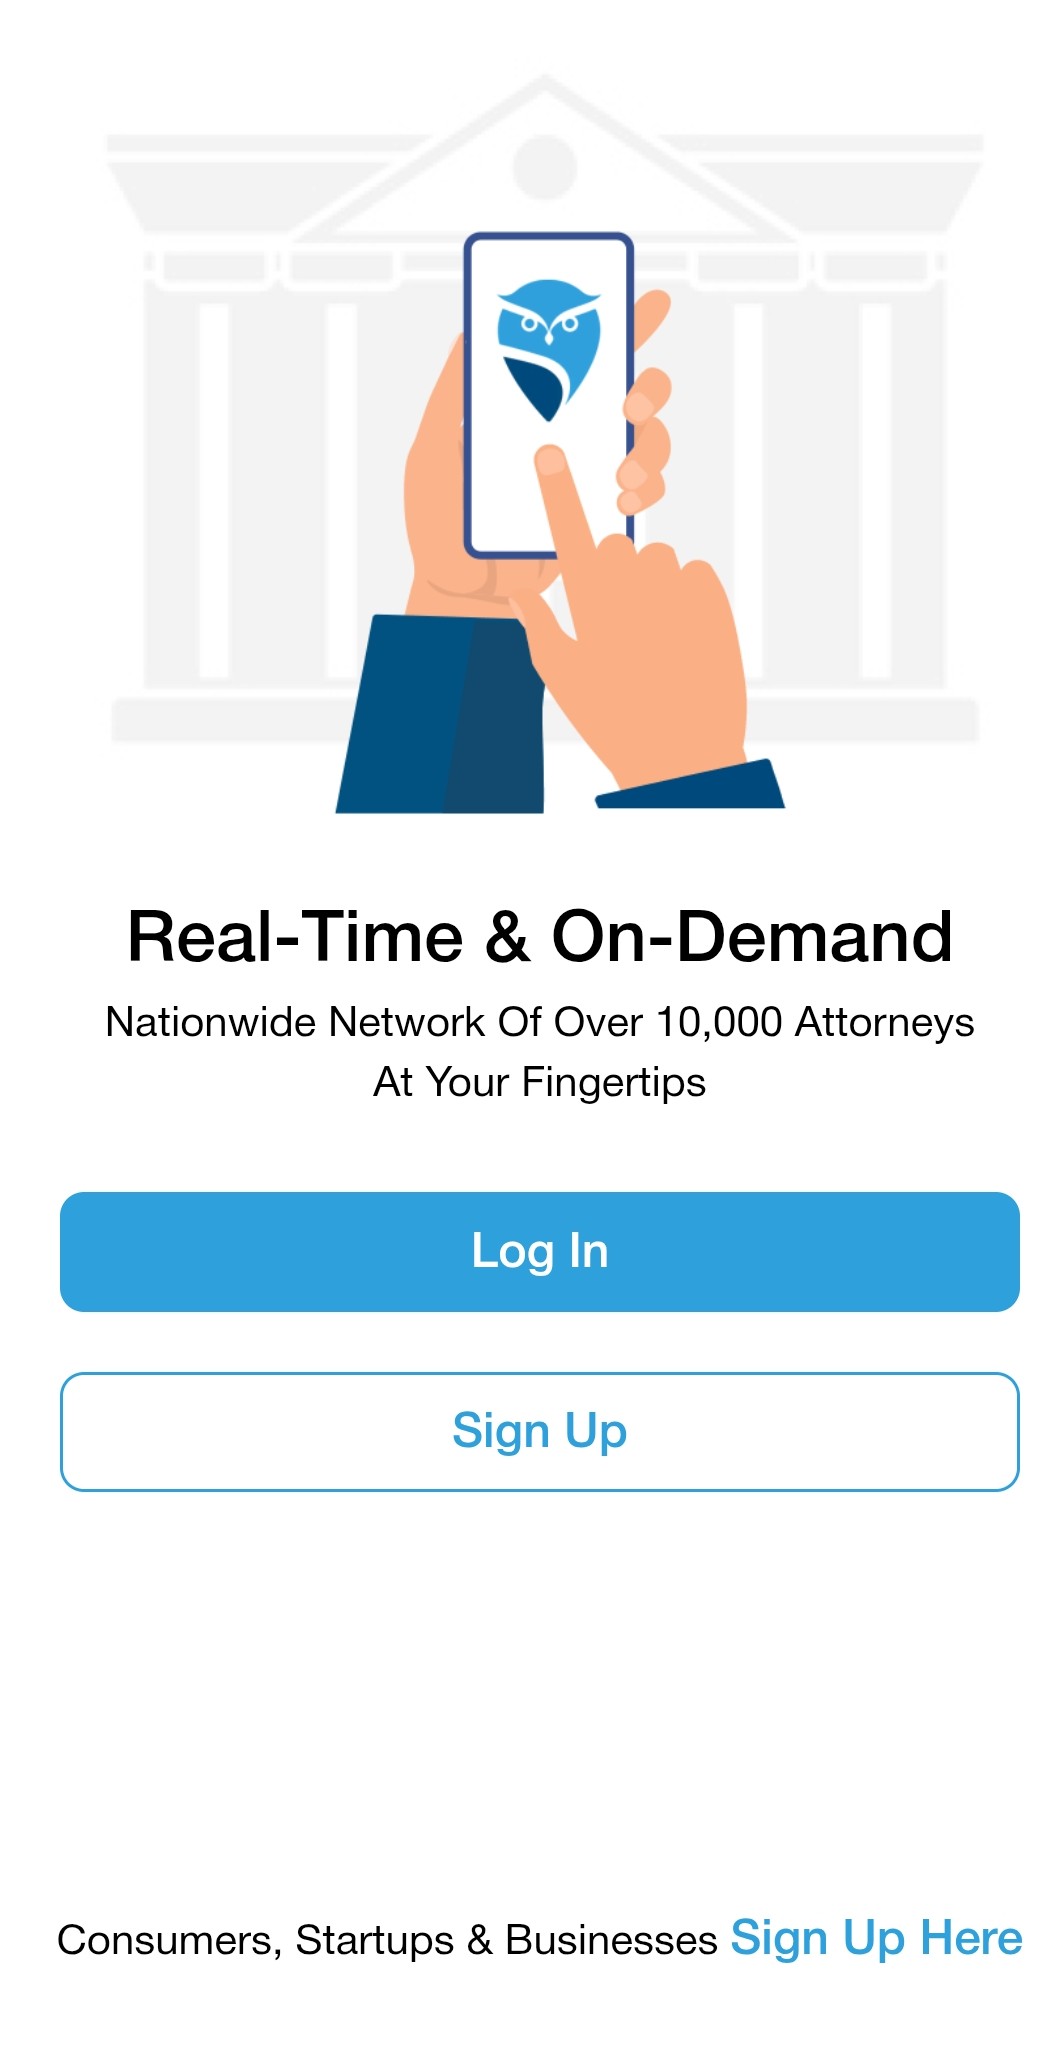 Real-Time & On-Demand
Nationwide Network Of Over 10,000 Attorneys
At Your Fingertips
Log In
Sign Up
Consumers, Startups & Businesses Sign Up Here